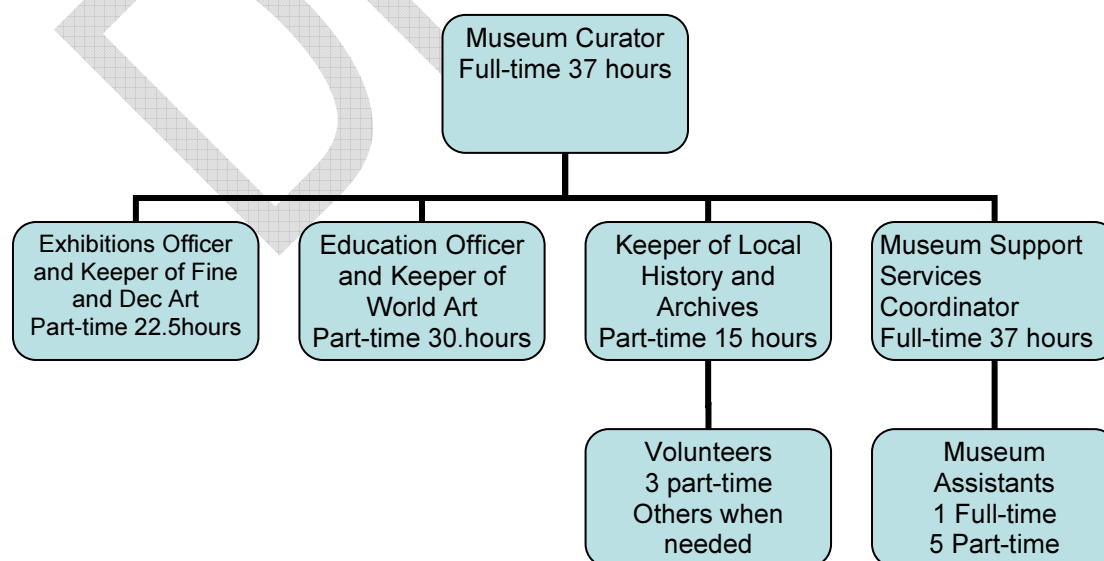 Museum Curator
Full-time 37 hours
Exhibitions Officer
and Keeper of Fine
and Dec Art
Part-time 22.5hours
Education Officer
and Keeper of
World Art
Part-time 30.hours
Keeper of Local
History and
Archives
Part-time 15 hours
Museum Support
Services
Coordinator
Full-time 37 hours
Volunteers
3 part-time
Others when
needed
Museum
Assistants
1 Full-time
5 Part-time